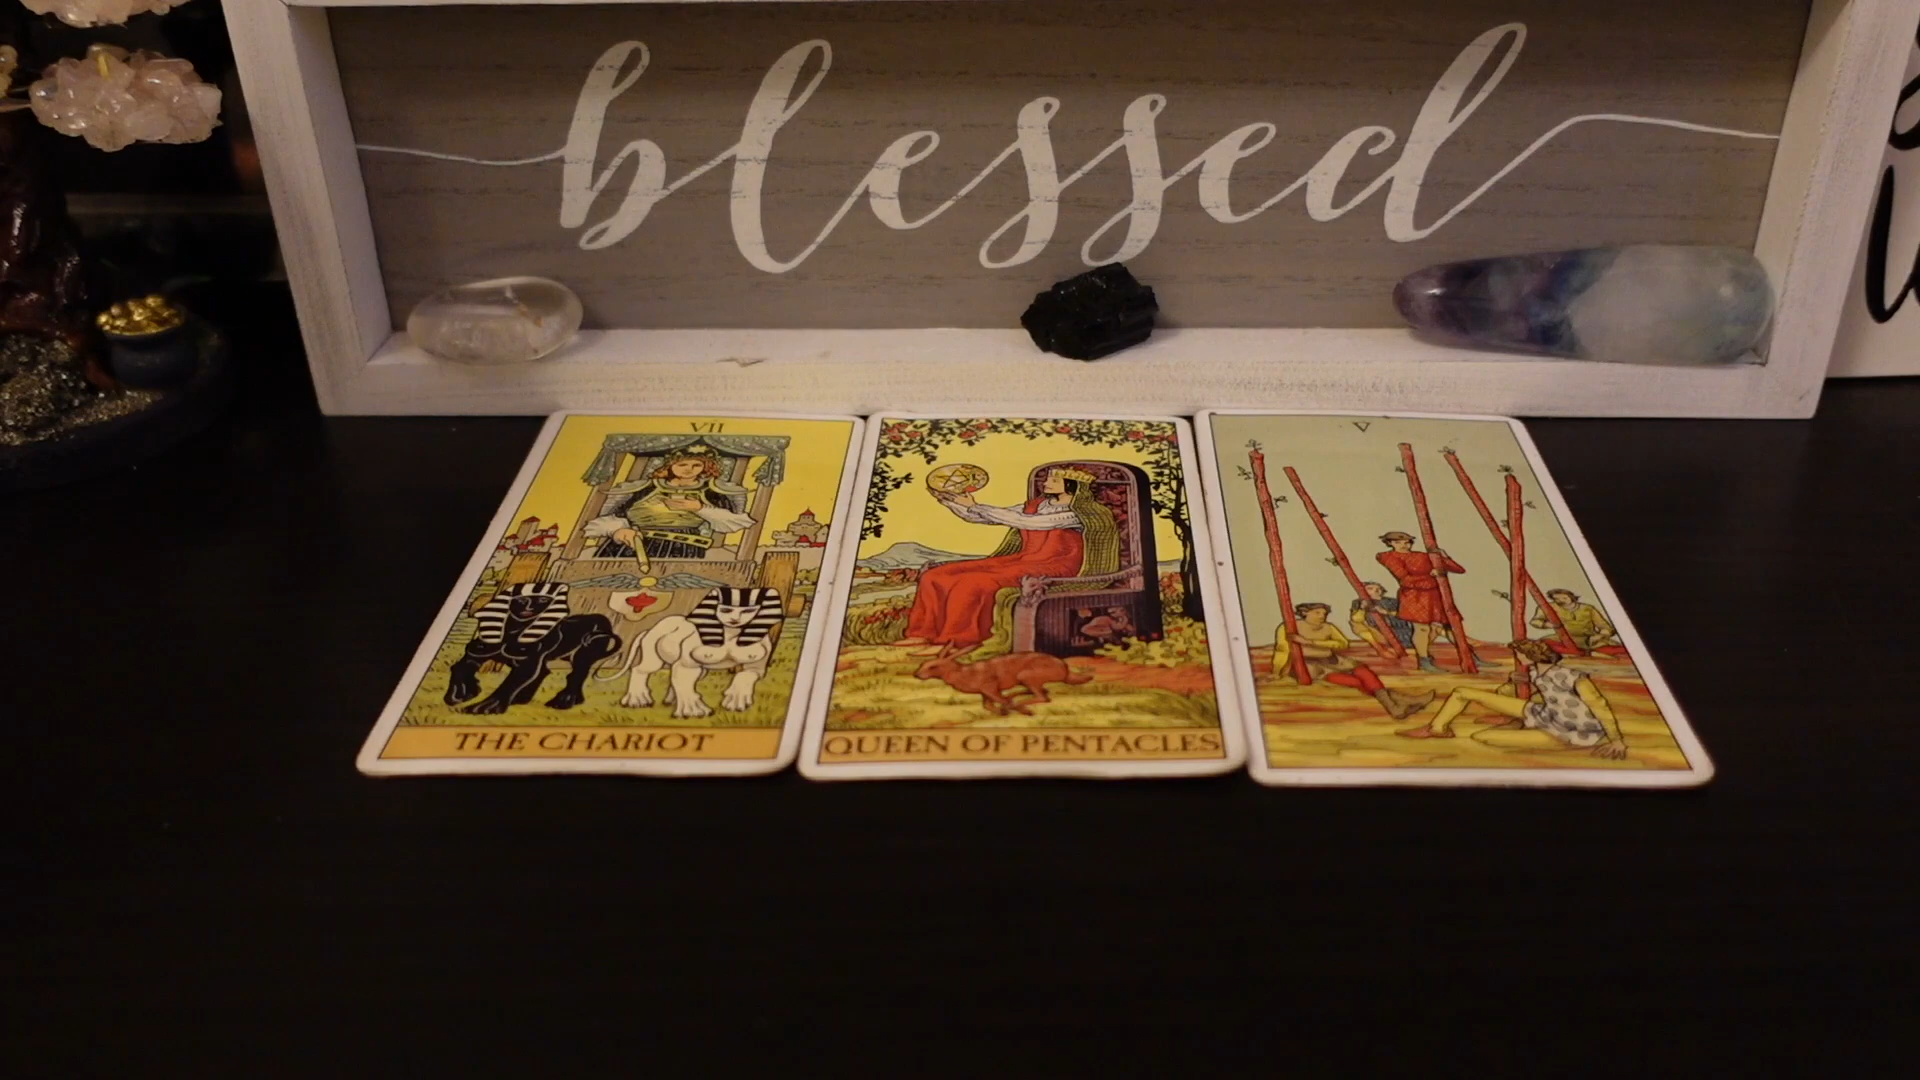 blessed
VII
THE CHARIOT
QUEEN OF PENTACLES
V